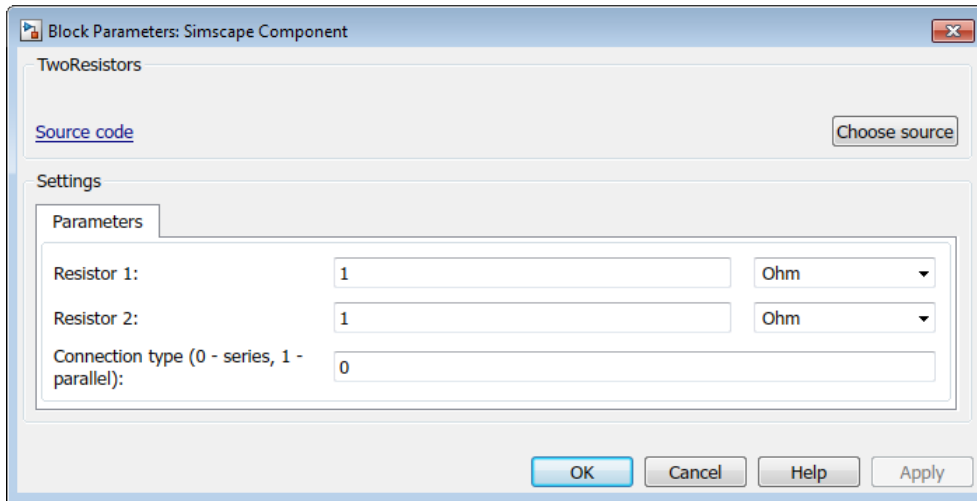 Block Parameters: Simscape Component
TwoResistors
Source code
Choose source
Settings
Parameters
Resistor 1:
1
Ohm
Resistor 2:
1
Ohm
Connection type (0 - series, 1 -
parallel):
0
OK
Cancel
Help
Apply